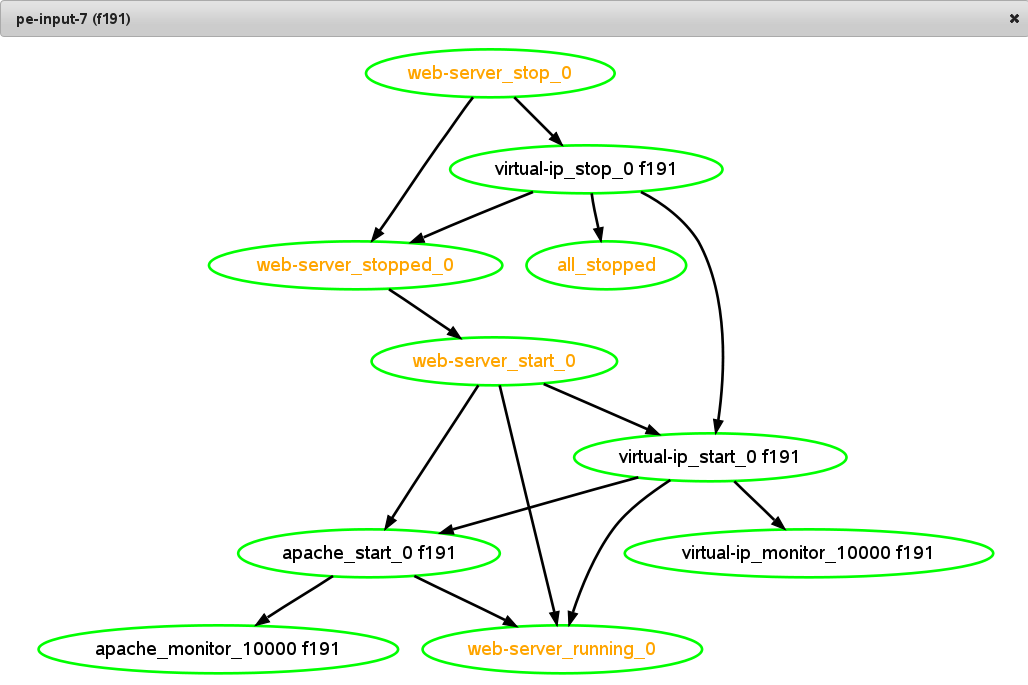 pe-input-7 (f191)
web-server_stop_0
virtual-ip_stop_0 f191
web-server_stopped_0
all_stopped
web-server_start_0
virtual-ip_start_0 f191
apache_start_0 f191
virtual-ip_monitor_10000 f191
apache_monitor_10000 f191
web-server_running_0